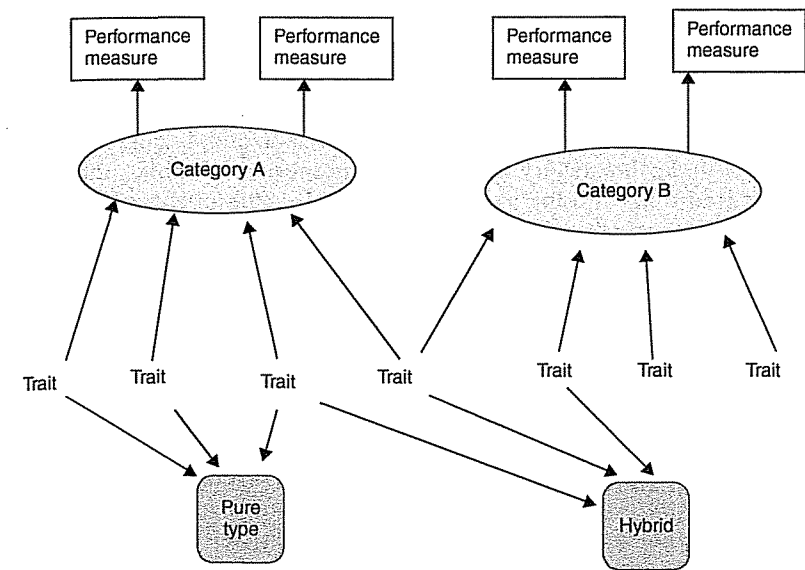 Performance
measure
Performance
measure
Performance
measure
Performance
measure
Category A
Category B
Trait
Trait
Trait
Trait
Trait
Trait
Trait
Pure
type
Hybrid